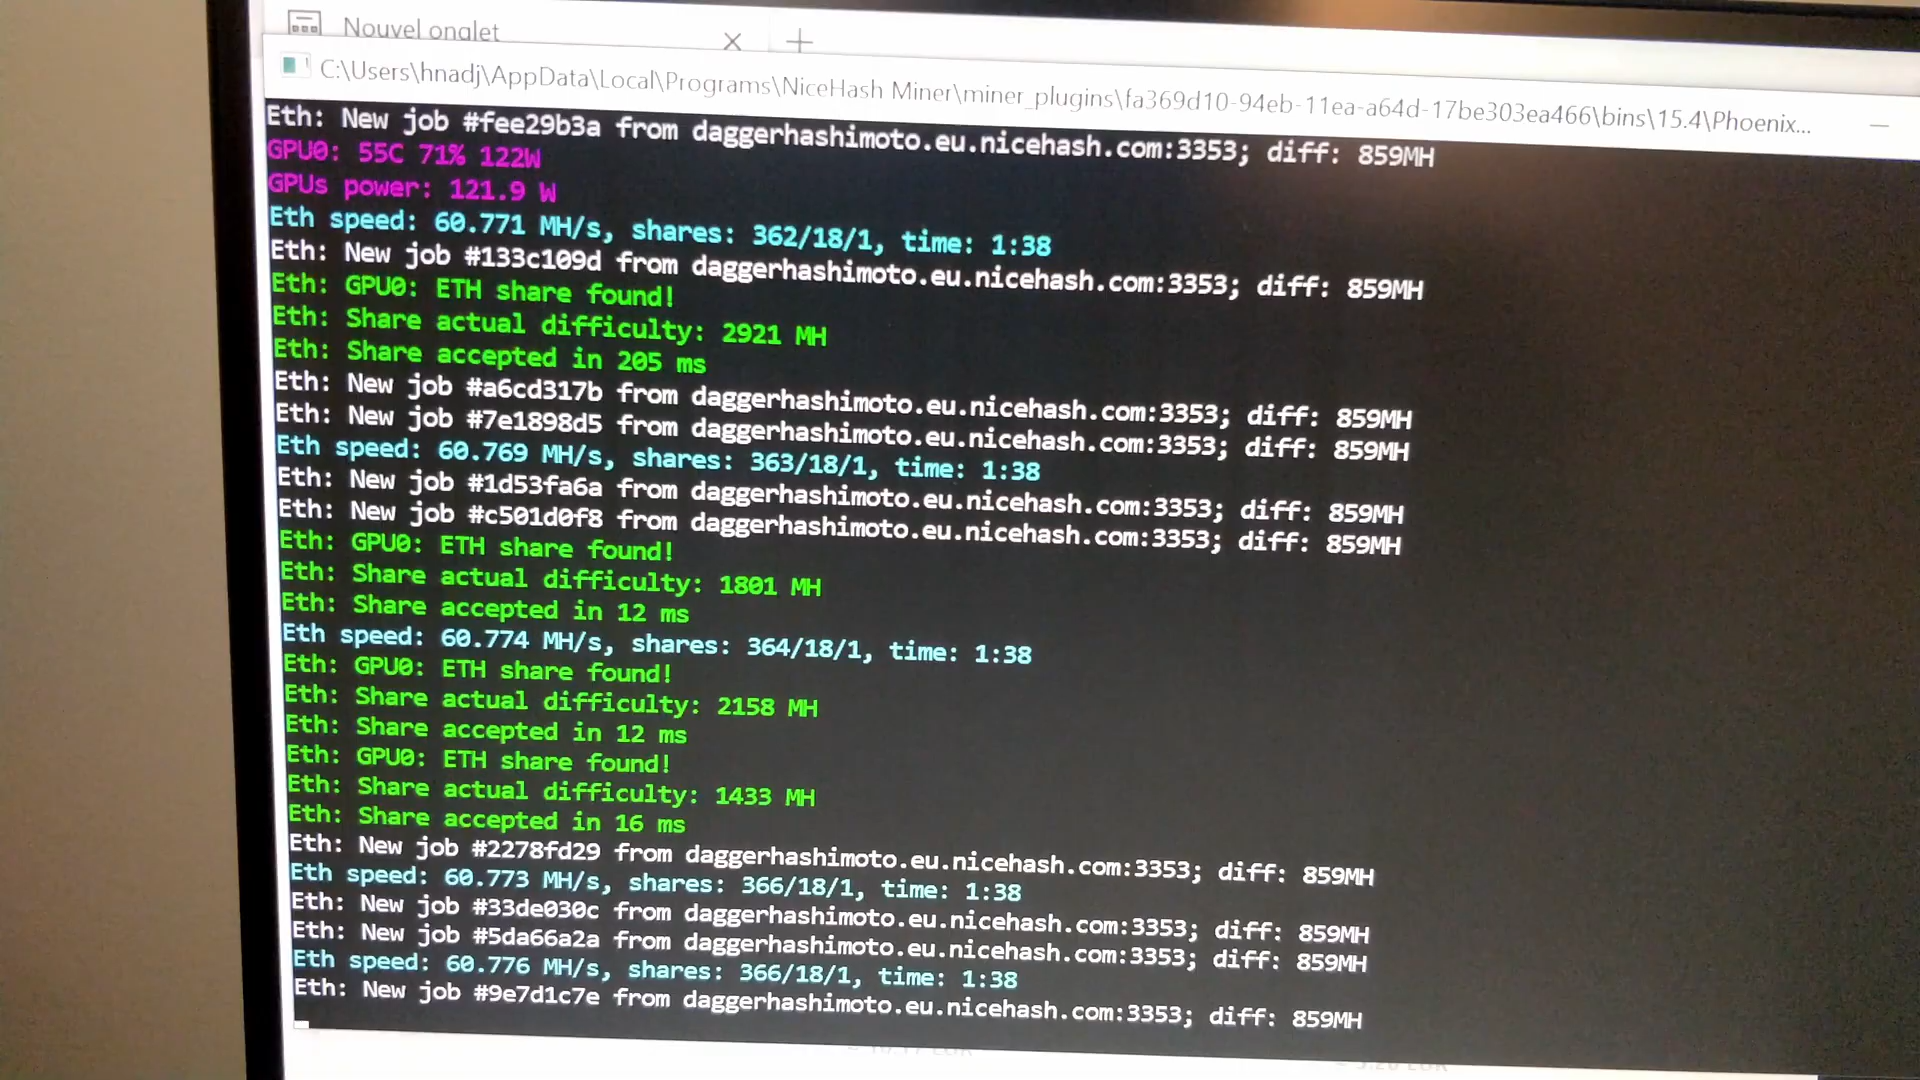 Nouvel onglet
C:\Users\hnadj\AppData\Local\Programs\NiceHash Miner\miner_plugins\fa369d10-94eb-11ea-a64d-17be303ea466\bins\15.4\Phoenix...
Eth: New job #fee29b3a from daggerhashimoto.eu.nicehash.com:3353; diff: 859MH
GPU0: 55C 71% 122W
GPUs power: 121.9 W
Eth speed: 60.771 MH/s, shares: 362/18/1, time: 1:38
Eth: New job #133c109d from daggerhashimoto.eu.nicehash.com:3353; diff: 859MH
Eth: GPU0: ETH share found!
Eth: Share actual difficulty: 2921 MH
Eth: Share accepted in 205 ms
Eth: New job #a6cd317b from daggerhashimoto.eu.nicehash.com:3353; diff: 859MH
Eth: New job #7e1898d5 from daggerhashimoto.eu.nicehash.com:3353; diff: 859MH
Eth speed: 60.769 MH/s, shares: 363/18/1, time: 1:38
Eth: New job #1d53fa6a from daggerhashimoto.eu.nicehash.com:3353; diff: 859MH
Eth: New job #c501d0f8 from daggerhashimoto.eu.nicehash.com:3353; diff: 859MH
Eth: GPU0: ETH share found!
Eth: Share actual difficulty: 1801 MH
Eth: Share accepted in 12 ms
Eth speed: 60.774 MH/s, shares: 364/18/1, time: 1:38
Eth: GPU0: ETH share found!
Eth: Share actual difficulty: 2158 MH
Eth: Share accepted in 12 ms
Eth: GPU0: ETH share found!
Eth: Share actual difficulty: 1433 MH
Eth: Share accepted in 16 ms
Eth: New job #2278fd29 from daggerhashimoto.eu.nicehash.com:3353; diff: 859MH
Eth speed: 60.773 MH/s, shares: 366/18/1, time: 1:38
Eth: New job #33de030c from daggerhashimoto.eu.nicehash.com:3353; diff: 859MH
Eth: New job #5da66a2a from daggerhashimoto.eu.nicehash.com:3353; diff: 859MH
Eth speed: 60.776 MH/s, shares: 366/18/1, time: 1:38
Eth: New job #9e7d1c7e from daggerhashimoto.eu.nicehash.com:3353; diff: 859MH